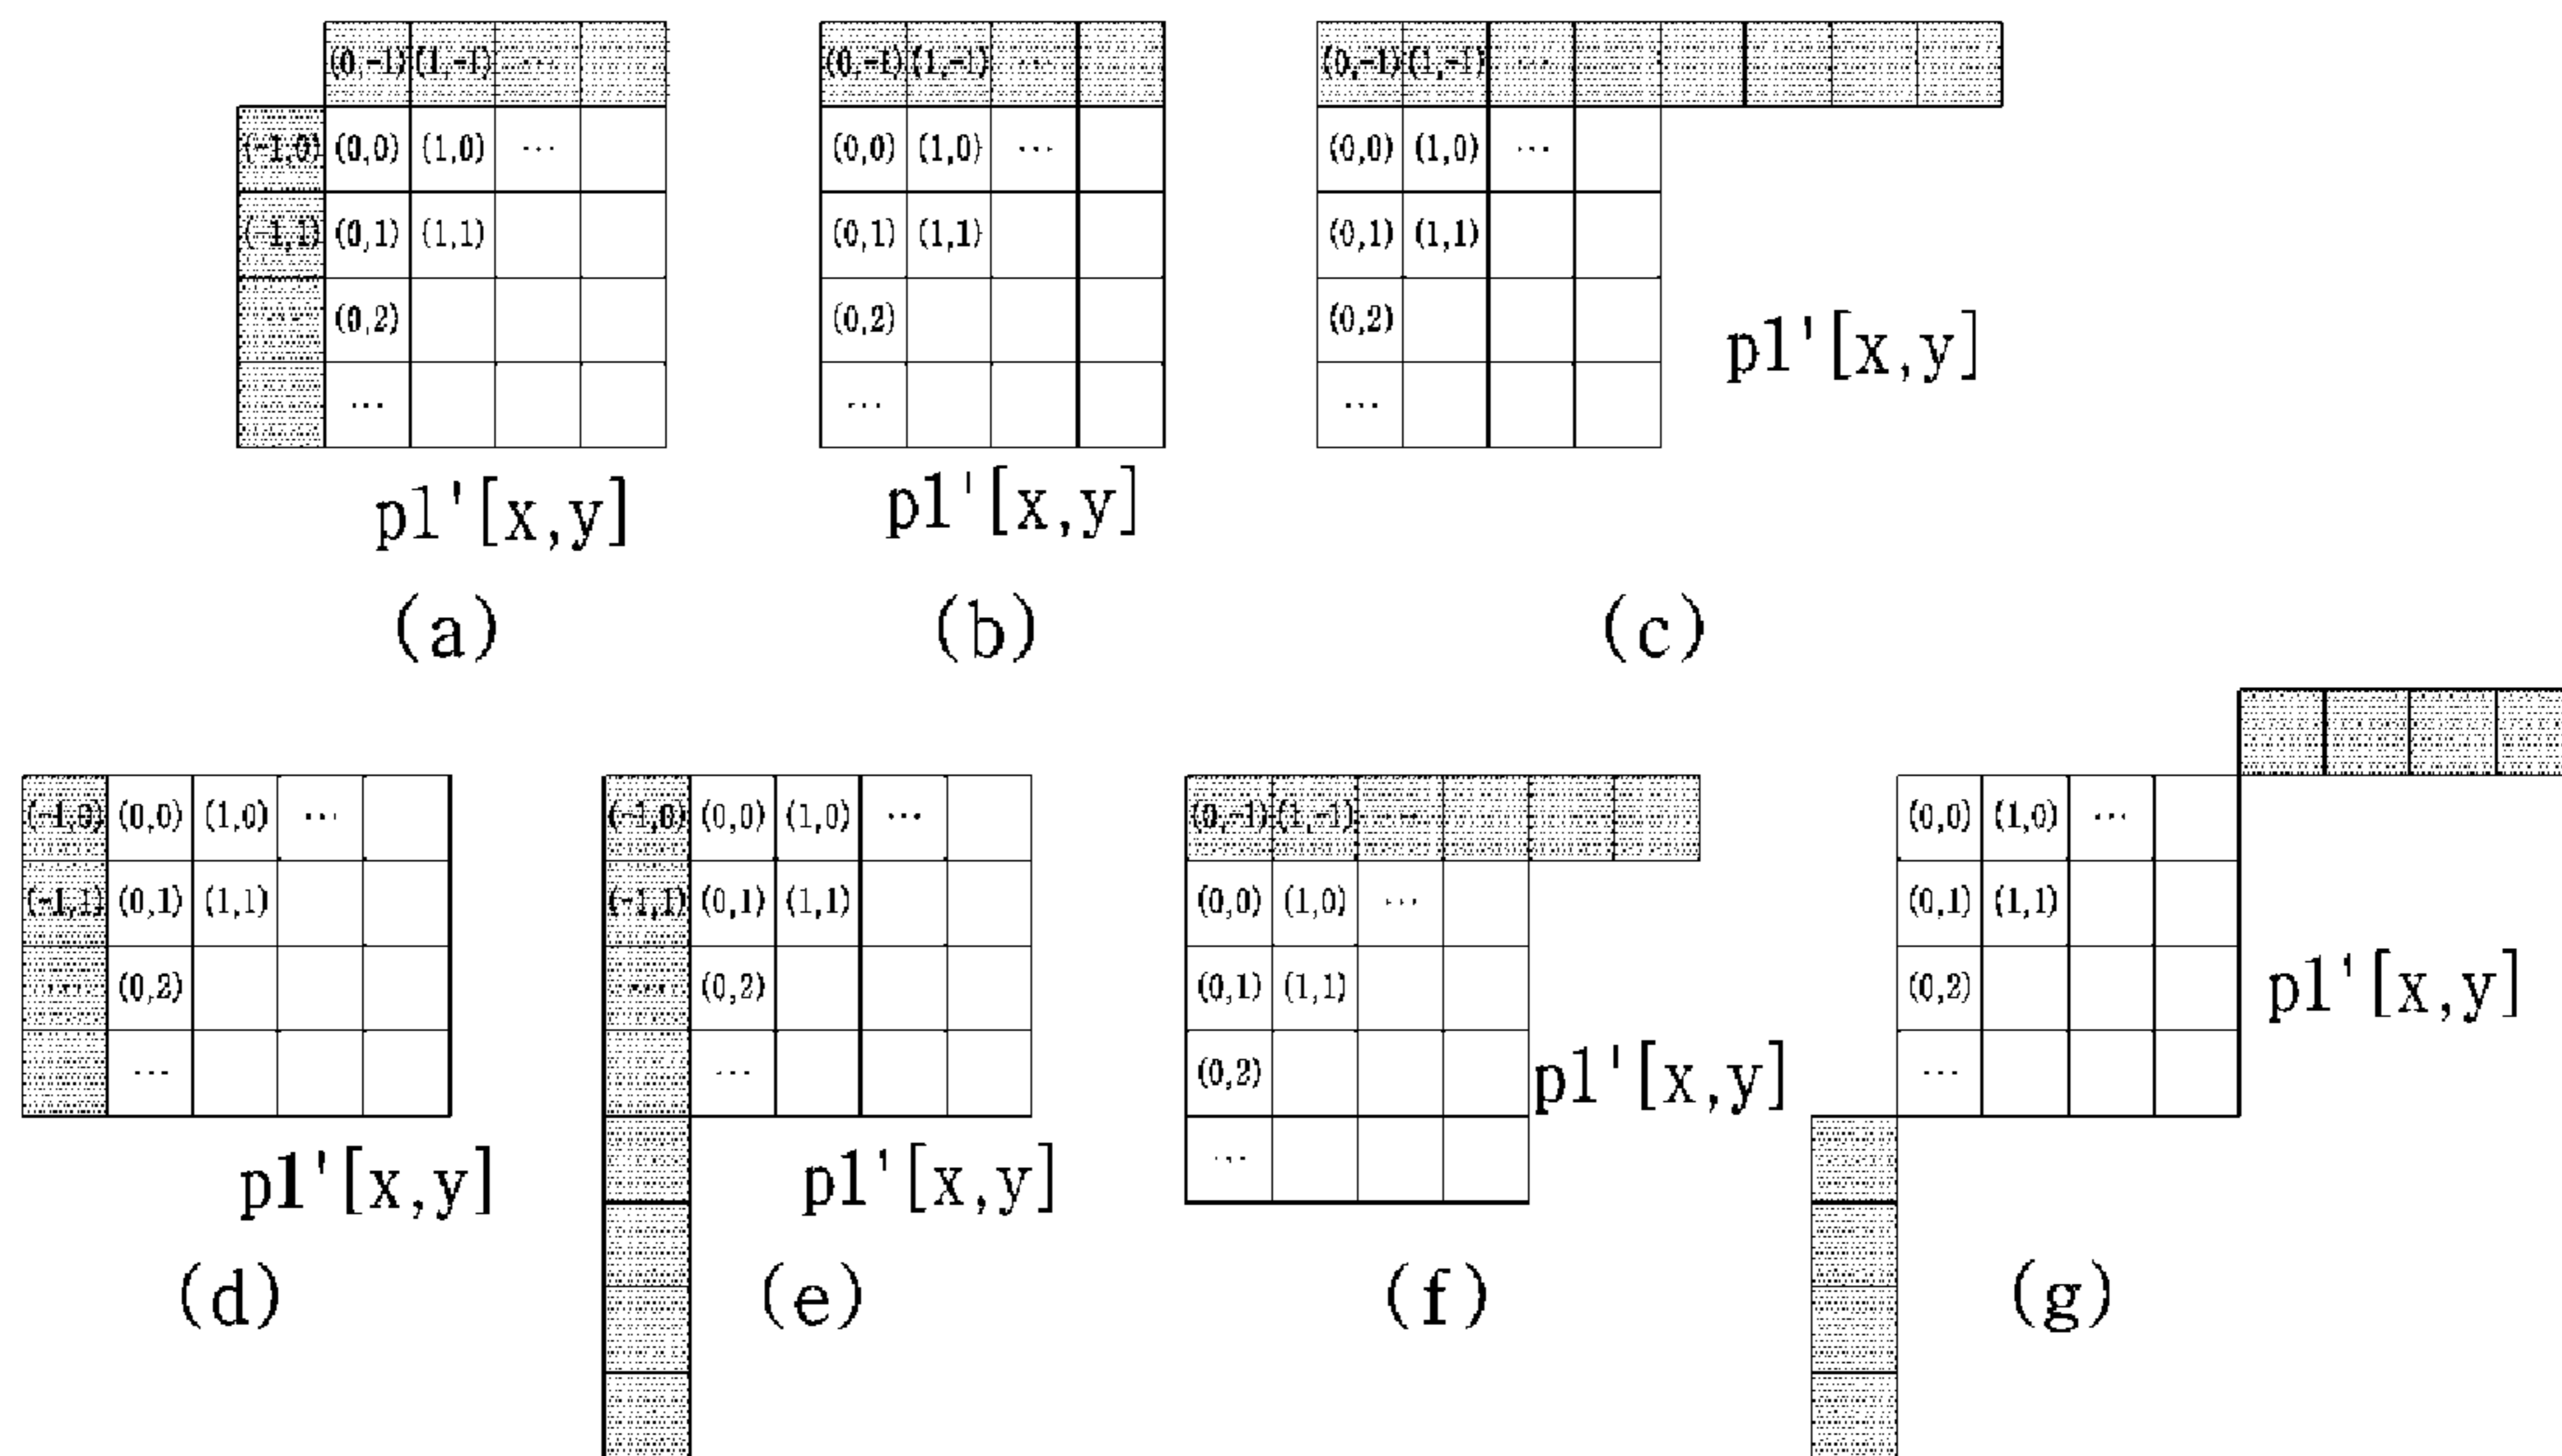 (0,-1) (1,-1) ...
(-1,0) (0,0) (1,0) ...
(-1,1) (0,1) (1,1)
... (0,2)
...
p1'[x,y]
(a)
(0,-1) (1,-1) ...
(0,0) (1,0) ...
(0,1) (1,1)
(0,2)
...
p1'[x,y]
(b)
(0,-1) (1,-1) ...
(0,0) (1,0) ...
(0,1) (1,1)
(0,2)
...
p1'[x,y]
(c)
(-1,0) (0,0) (1,0) ...
(-1,1) (0,1) (1,1)
... (0,2)
...
p1'[x,y]
(d)
(-1,0) (0,0) (1,0) ...
(-1,1) (0,1) (1,1)
... (0,2)
...
p1'[x,y]
(e)
(0,-1) (1,-1) ...
(0,0) (1,0) ...
(0,1) (1,1)
(0,2)
...
p1'[x,y]
(f)
(0,0) (1,0) ...
(0,1) (1,1)
(0,2)
...
p1'[x,y]
(g)